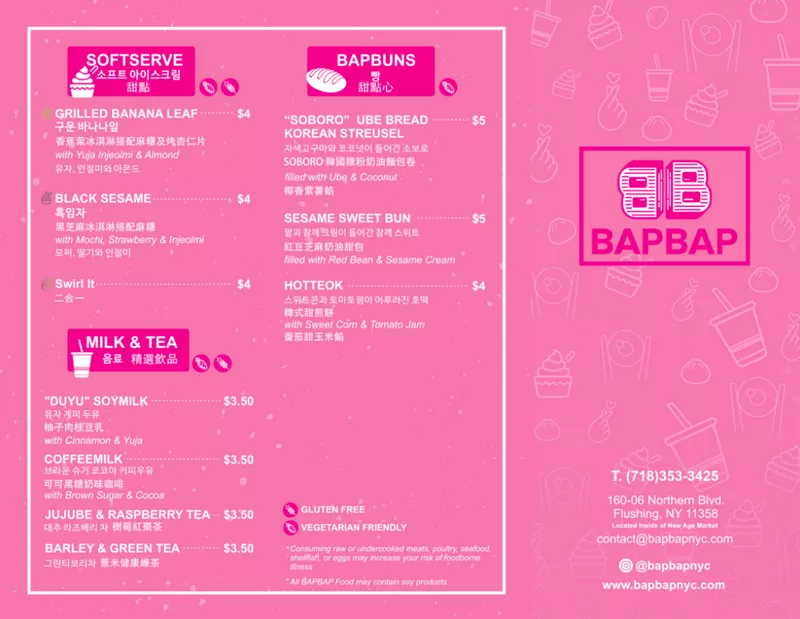 SOFTSERVE
소프트 아이스크림
甜點
GRILLED BANANA LEAF $4
구운 바나나잎
香蕉葉冰淇淋搭配麻糬及烤杏仁片
with Yuja Injeolmi & Almond
유자, 인절미와 아몬드
BLACK SESAME $4
흑임자
黑芝麻冰淇淋搭配麻糬
with Mochi, Strawberry & Injeolmi
모찌, 딸기와 인절미
Swirl It $4
二合一
MILK & TEA
음료 精選飲品
"DUYU" SOYMILK $3.50
유자 계피 두유
柚子肉桂豆乳
with Cinnamon & Yuja
COFFEEMILK $3.50
브라운 슈거 코코아 커피우유
可可黑糖奶味咖啡
with Brown Sugar & Cocoa
JUJUBE & RASPBERRY TEA $3.50
대추 라즈베리 차 樹莓紅棗茶
BARLEY & GREEN TEA $3.50
그린티보리차 薏米健康緣茶
BAPBUNS
빵
甜點心
“SOBORO” UBE BREAD $5
KOREAN STREUSEL
자색고구마와 코코넛이 들어간 소보로
SOBORO 韓國糖粉奶油麵包卷
filled with Ube & Coconut
椰香紫薯餡
SESAME SWEET BUN $5
팥과 참깨크림이 들어간 참깨 스위트
紅豆芝麻奶油甜包
filled with Red Bean & Sesame Cream
HOTTEOK $4
스위트콘과 토마토잼이 어우러진 호떡
韓式甜煎餅
with Sweet Corn & Tomato Jam
番茄甜玉米餡
GLUTEN FREE
VEGETARIAN FRIENDLY
*Consuming raw or undercooked meats, poultry, seafood,
shellfish, or eggs may increase your risk of foodborne
illness
* All BAPBAP Food may contain soy products
BB
BAPBAP
T. (718)353-3425
160-06 Northern Blvd.
Flushing, NY 11358
Located Inside of New Age Market
contact@bapbapnyc.com
@bapbapnyc
www.bapbapnyc.com